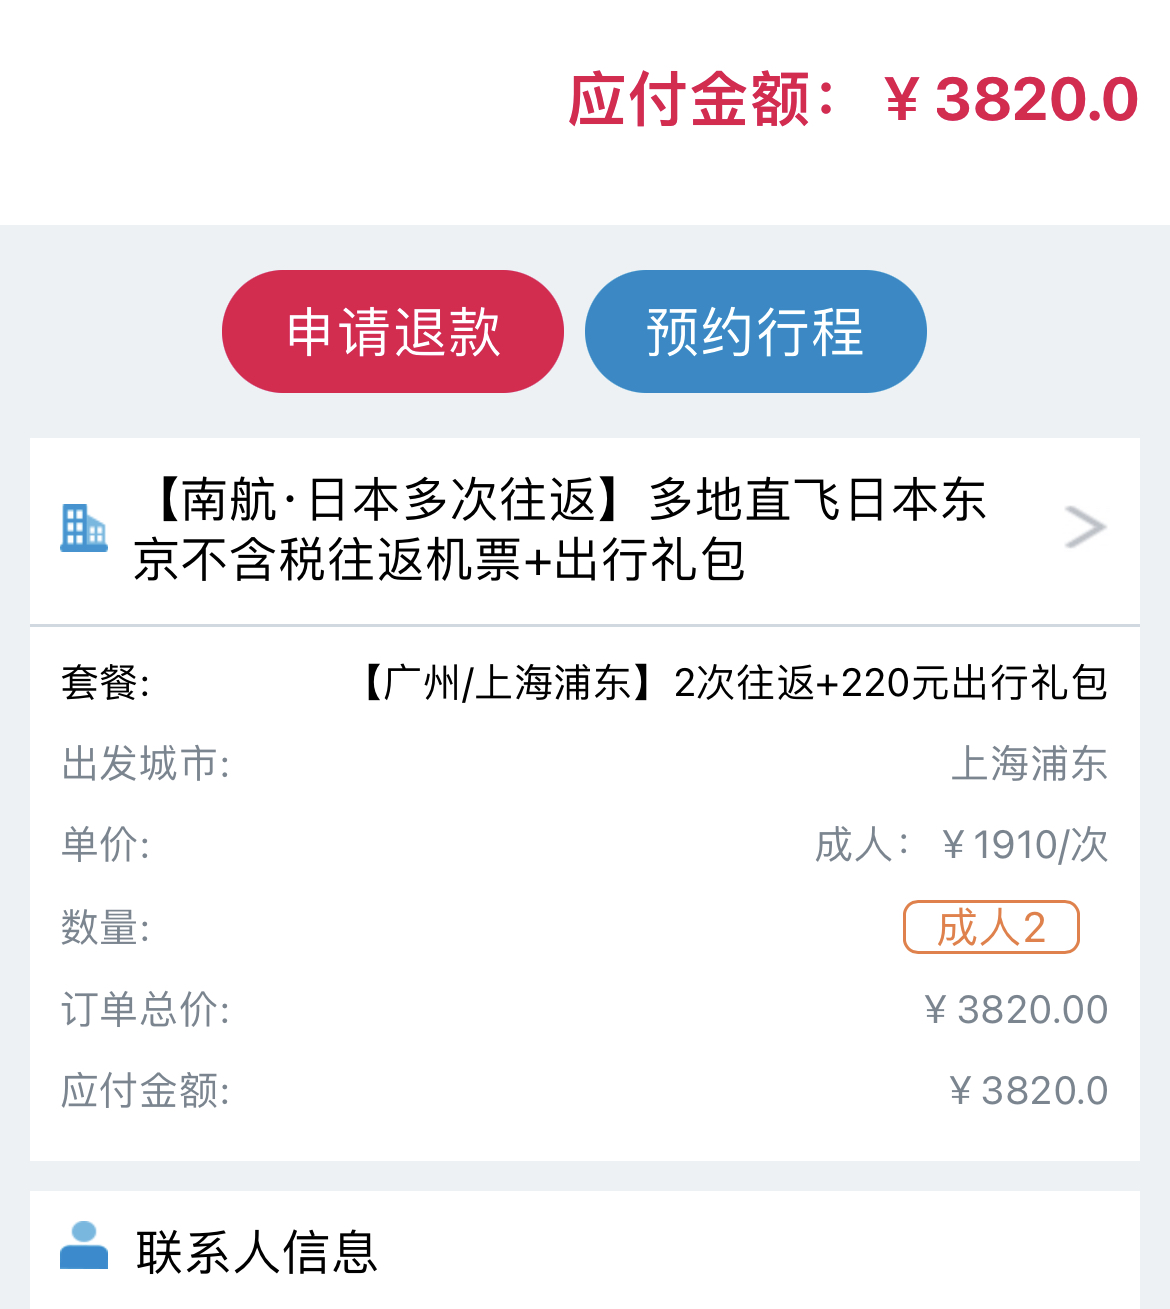 应付金额： ¥ 3820.0
申请退款 预约行程
【南航·日本多次往返】多地直飞日本东
京不含税往返机票+出行礼包
套餐: 【广州/上海浦东】2次往返+220元出行礼包
出发城市: 上海浦东
单价: 成人： ¥ 1910/次
数量: 成人2
订单总价: ¥ 3820.00
应付金额: ¥ 3820.0
联系人信息